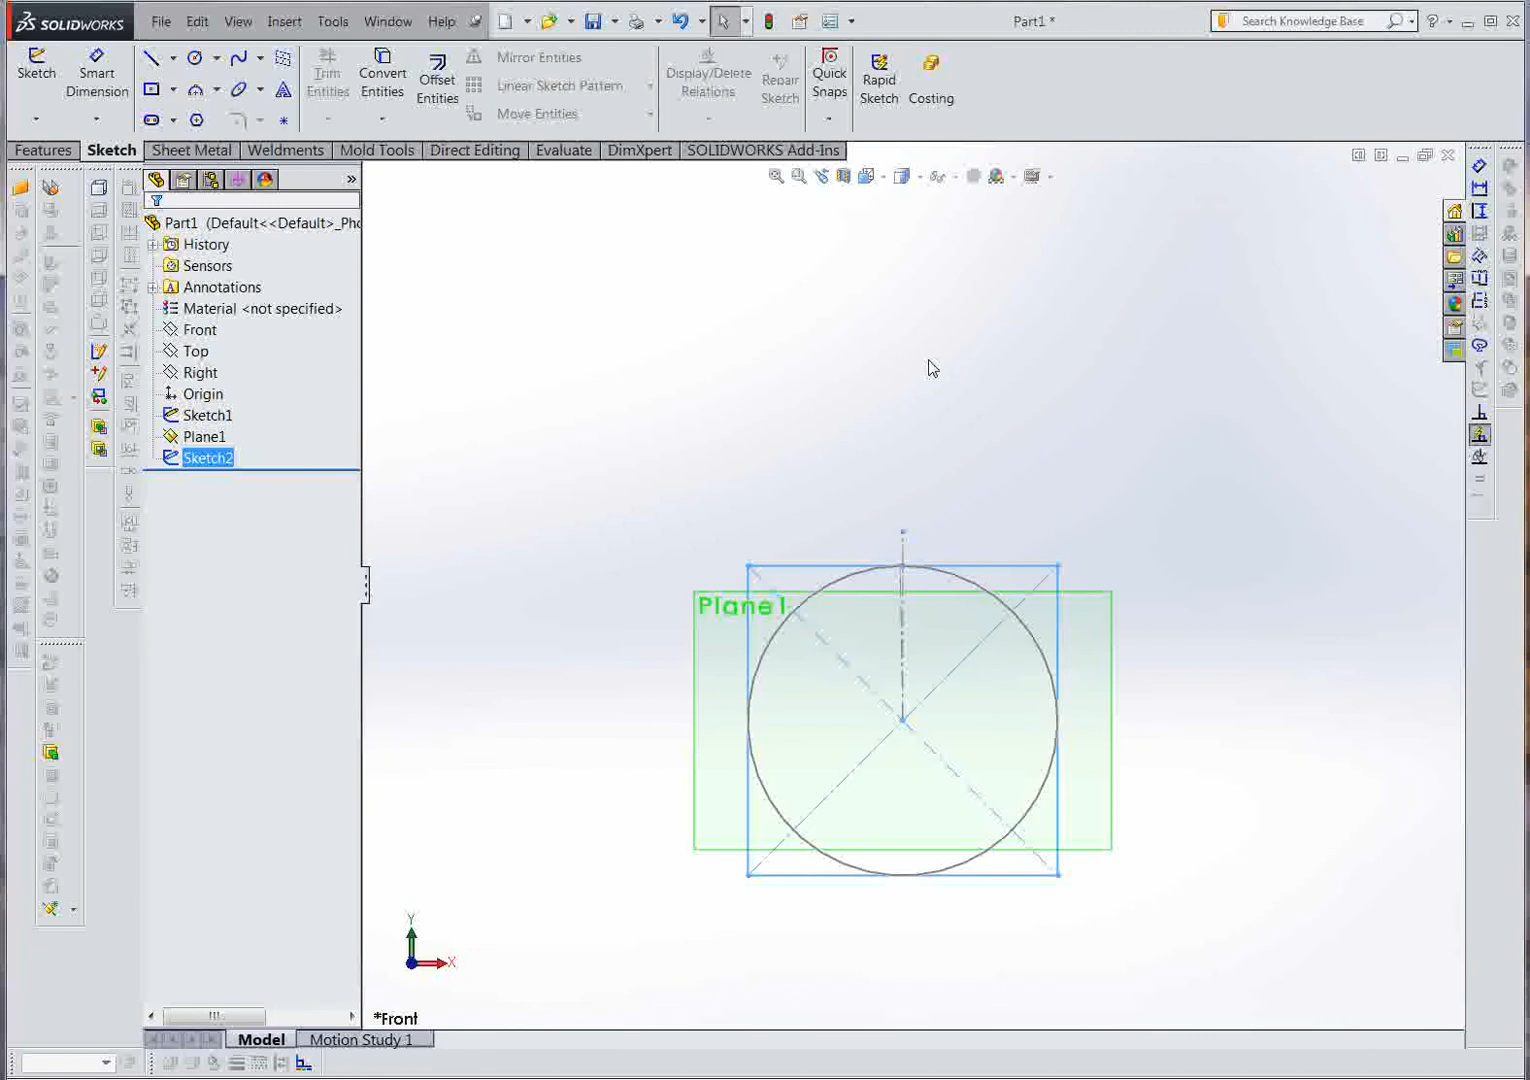 SOLIDWORKS File Edit View Insert Tools Window Help Part1 * Search Knowledge Base
Sketch
Smart Dimension
Trim Entities
Convert Entities
Offset Entities
Mirror Entities
Linear Sketch Pattern
Move Entities
Display/Delete Relations
Repair Sketch
Quick Snaps
Rapid Sketch
Costing
Features Sketch Sheet Metal Weldments Mold Tools Direct Editing Evaluate DimXpert SOLIDWORKS Add-Ins
Part1 (Default<<Default>_Pho
History
Sensors
Annotations
Material <not specified>
Front
Top
Right
Origin
Sketch1
Plane1
Sketch2
Plane1
Y
X
*Front
Model Motion Study 1